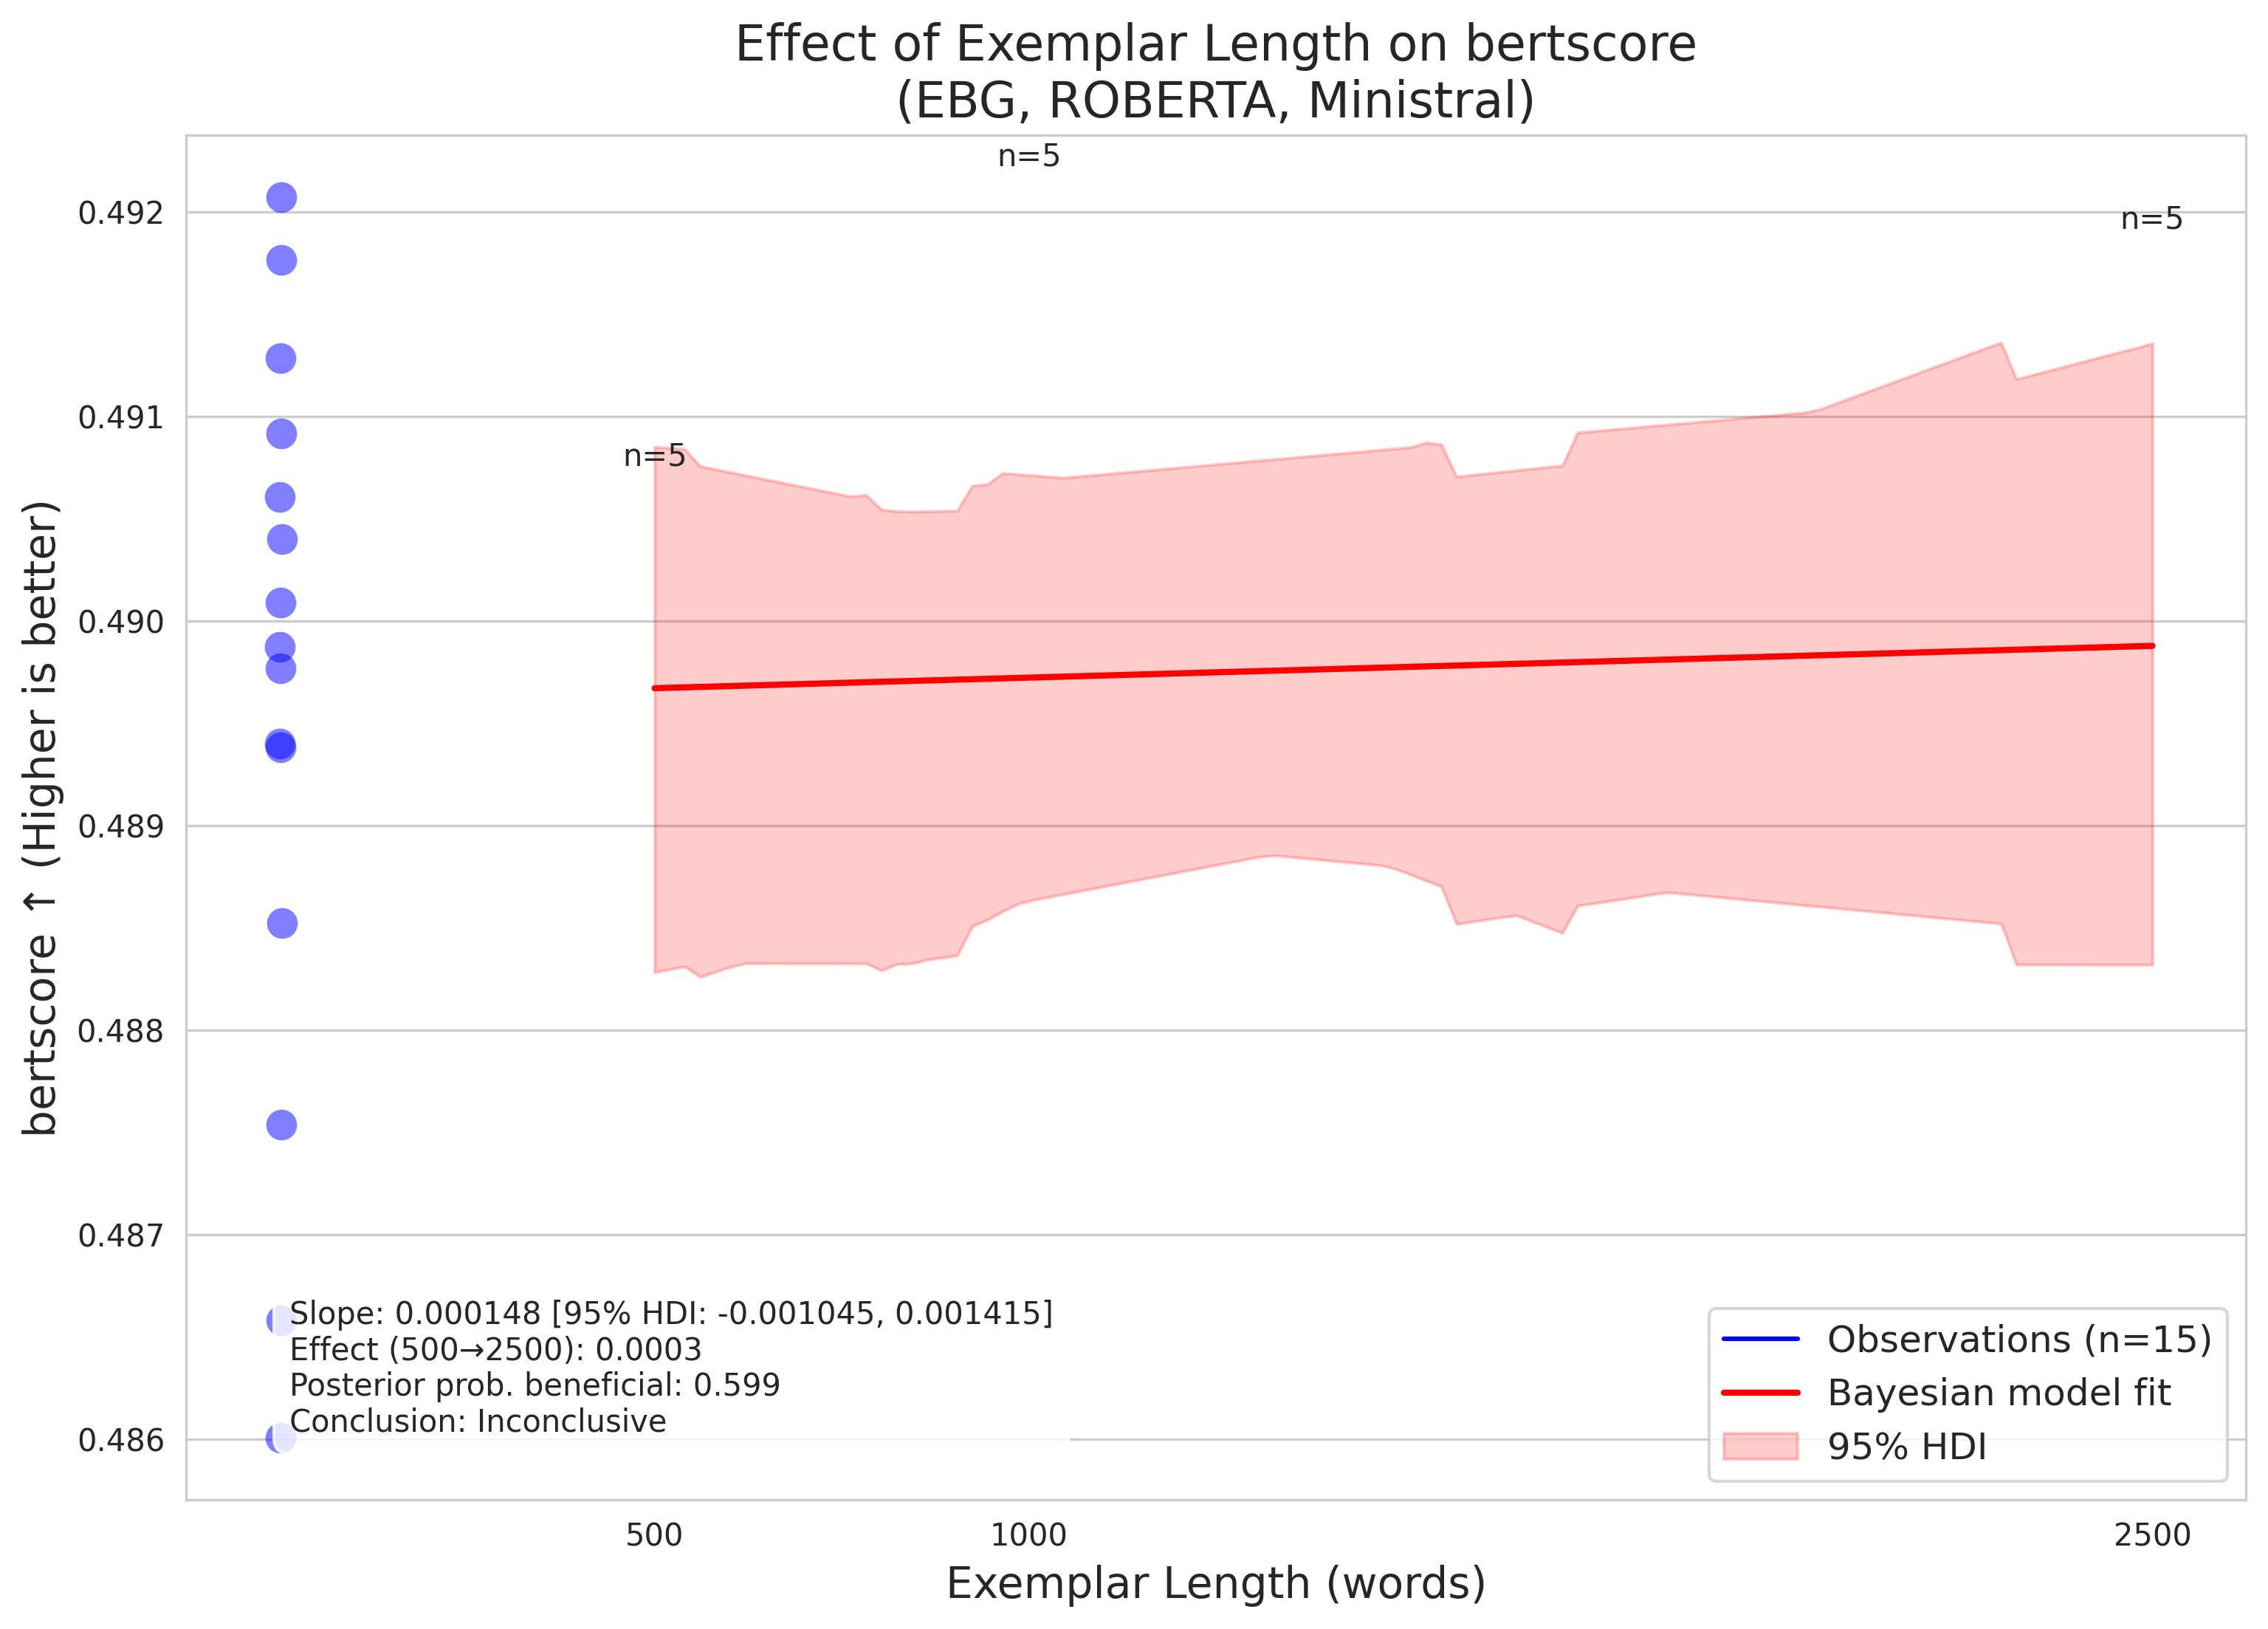 Effect of Exemplar Length on bertscore
(EBG, ROBERTA, Ministral)
n=5
n=5
n=5
0.492
0.491
0.490
0.489
0.488
0.487
0.486
bertscore ↑ (Higher is better)
Slope: 0.000148 [95% HDI: -0.001045, 0.001415]
Effect (500→2500): 0.0003
Posterior prob. beneficial: 0.599
Conclusion: Inconclusive
Observations (n=15)
Bayesian model fit
95% HDI
500
1000
2500
Exemplar Length (words)